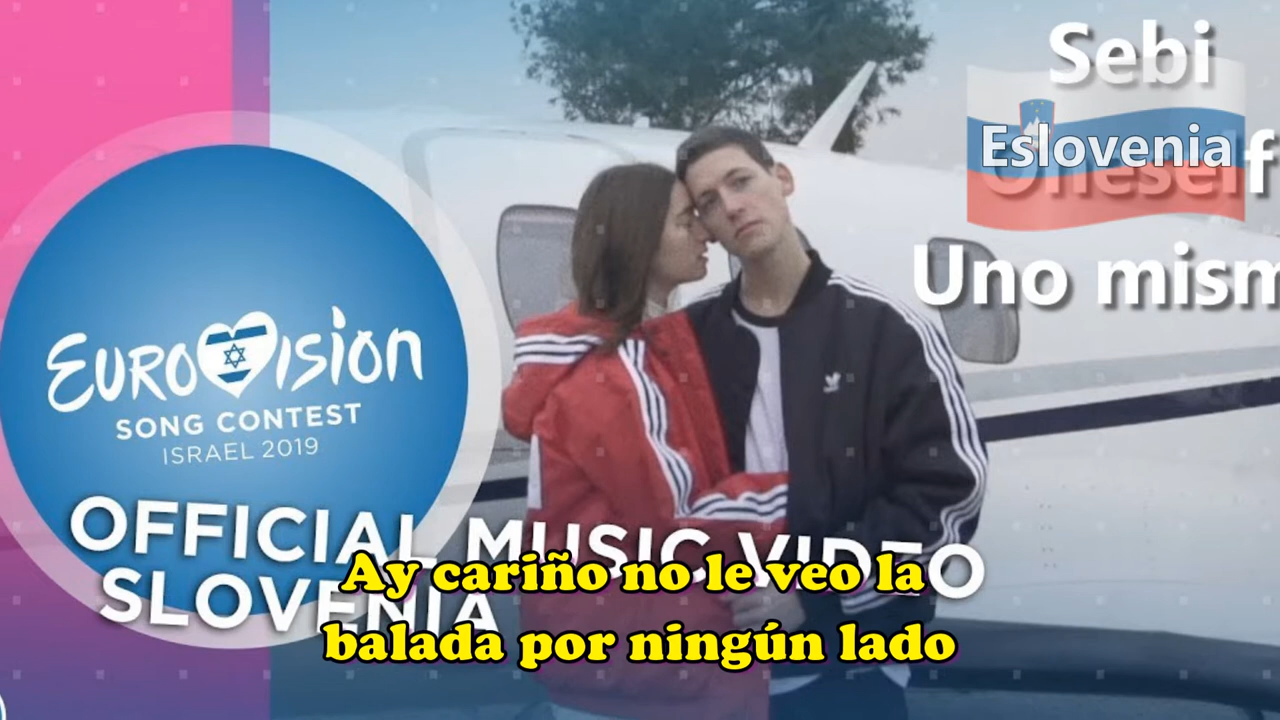 EUROVISION
SONG CONTEST
ISRAEL 2019
OFFICIAL MUSIC VIDEO
SLOVENIA
Sebi
Eslovenia
Oneself
Uno mism
Ay cariño no le veo la
balada por ningún lado